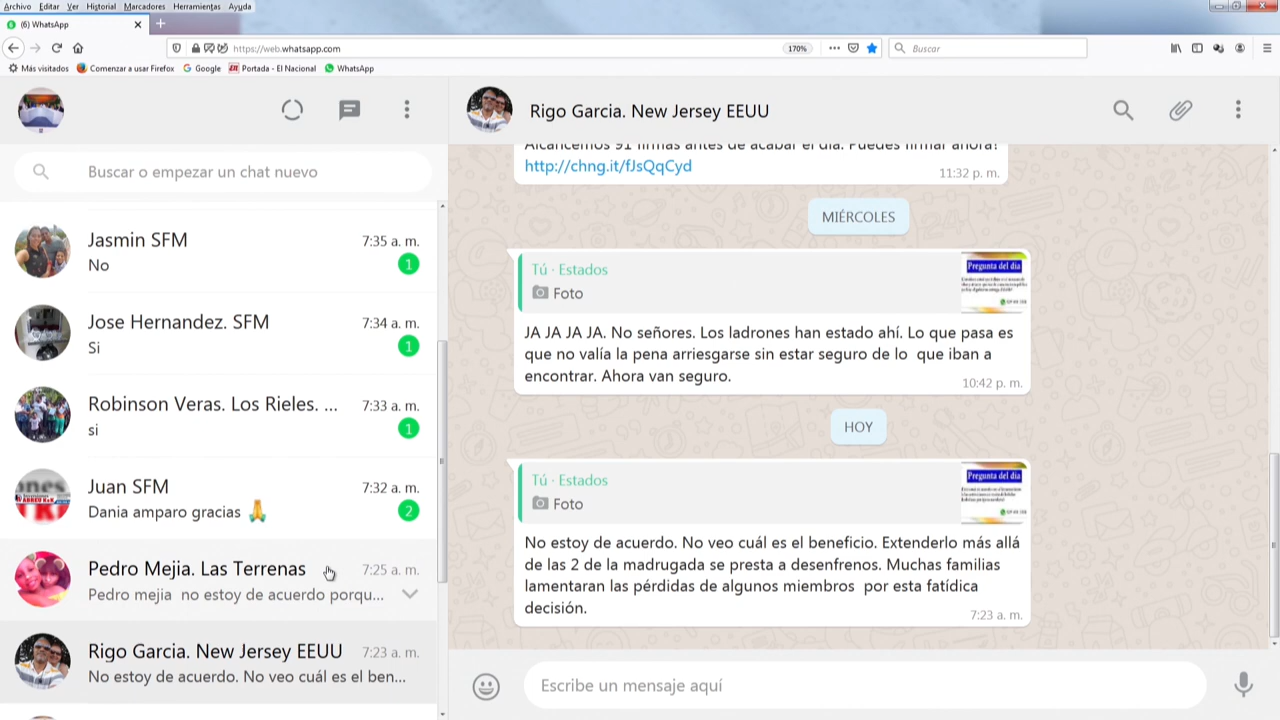 Archivo Editar Ver Historial Marcadores Herramientas Ayuda
(6) WhatsApp
https://web.whatsapp.com
170%
Buscar
Más visitados Comenzar a usar Firefox Google Portada - El Nacional WhatsApp
Rigo Garcia. New Jersey EEUU
Buscar o empezar un chat nuevo
Jasmin SFM 7:35 a. m.
No 1
Jose Hernandez. SFM 7:34 a. m.
Si 1
Robinson Veras. Los Rieles. ... 7:33 a. m.
si 1
Juan SFM 7:32 a. m.
Dania amparo gracias 🙏 2
Pedro Mejia. Las Terrenas 7:25 a. m.
Pedro mejia no estoy de acuerdo porqu...
Rigo Garcia. New Jersey EEUU 7:23 a. m.
No estoy de acuerdo. No veo cuál es el ben...
Alcancemos 91 firmas antes de acabar el día. Puedes firmar ahora!
http://chng.it/fJsQqCyd
11:32 p. m.
MIÉRCOLES
Tú · Estados
Foto
Pregunta del día
JA JA JA JA. No señores. Los ladrones han estado ahí. Lo que pasa es
que no valía la pena arriesgarse sin estar seguro de lo que iban a
encontrar. Ahora van seguro.
10:42 p. m.
HOY
Tú · Estados
Foto
Pregunta del día
No estoy de acuerdo. No veo cuál es el beneficio. Extenderlo más allá
de las 2 de la madrugada se presta a desenfrenos. Muchas familias
lamentaran las pérdidas de algunos miembros por esta fatídica
decisión.
7:23 a. m.
Escribe un mensaje aquí